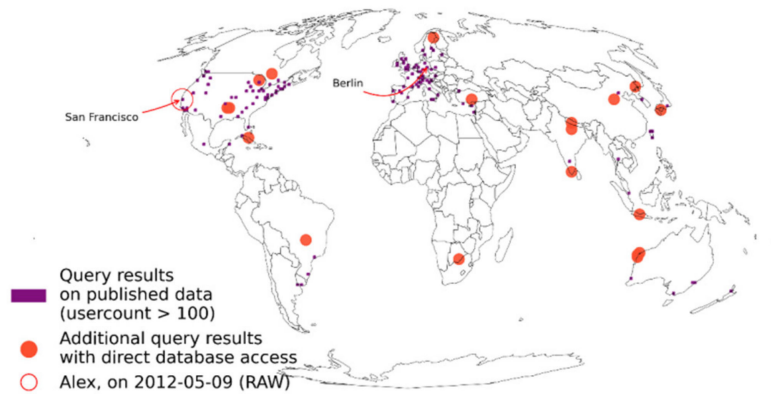 Berlin
San Francisco
Query results
on published data
(usercount > 100)
Additional query results
with direct database access
Alex, on 2012-05-09 (RAW)